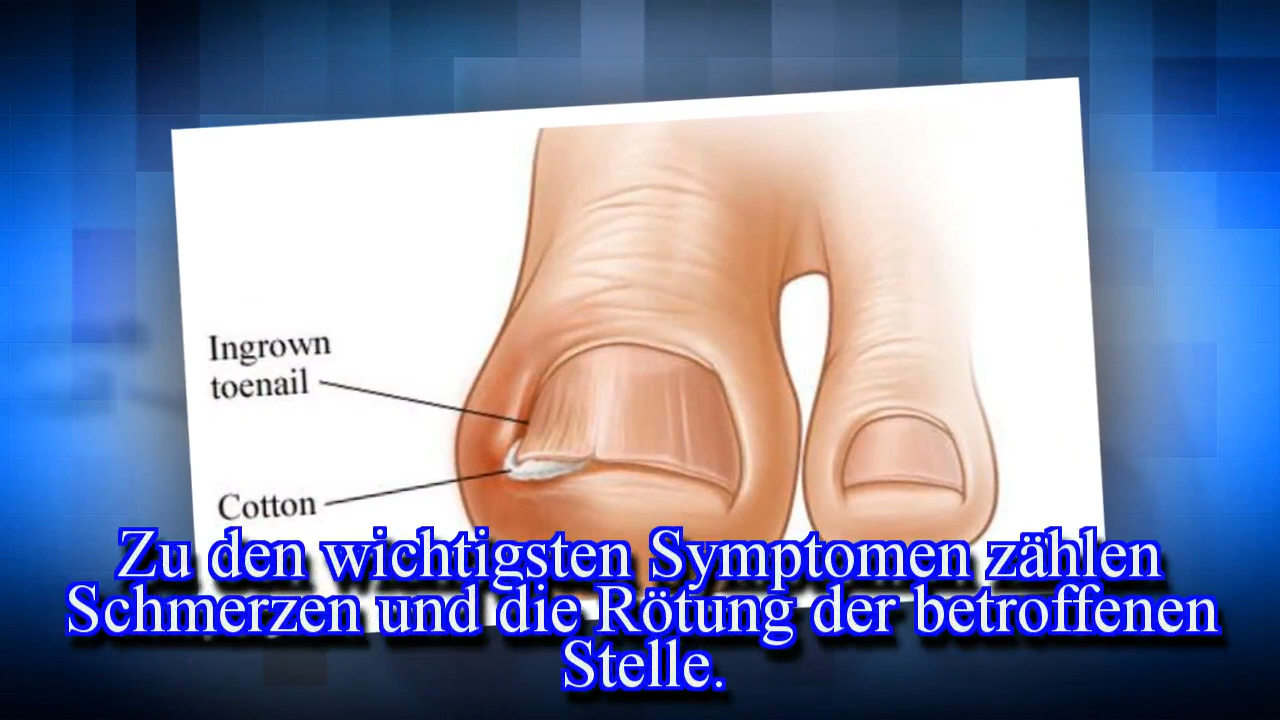 Ingrown
toenail
Cotton
Zu den wichtigsten Symptomen zählen
Schmerzen und die Rötung der betroffenen
Stelle.